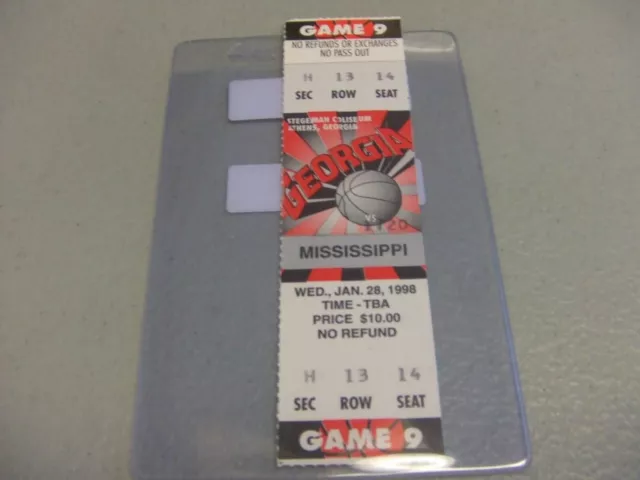 GAME 9
NO REFUNDS OR EXCHANGES
NO PASS OUT
H 13 14
SEC ROW SEAT
STEGEMAN COLISEUM
ATHENS, GEORGIA
GEORGIA
VS
MISSISSIPPI
WED., JAN. 28, 1998
TIME - TBA
PRICE $10.00
NO REFUND
H 13 14
SEC ROW SEAT
GAME 9